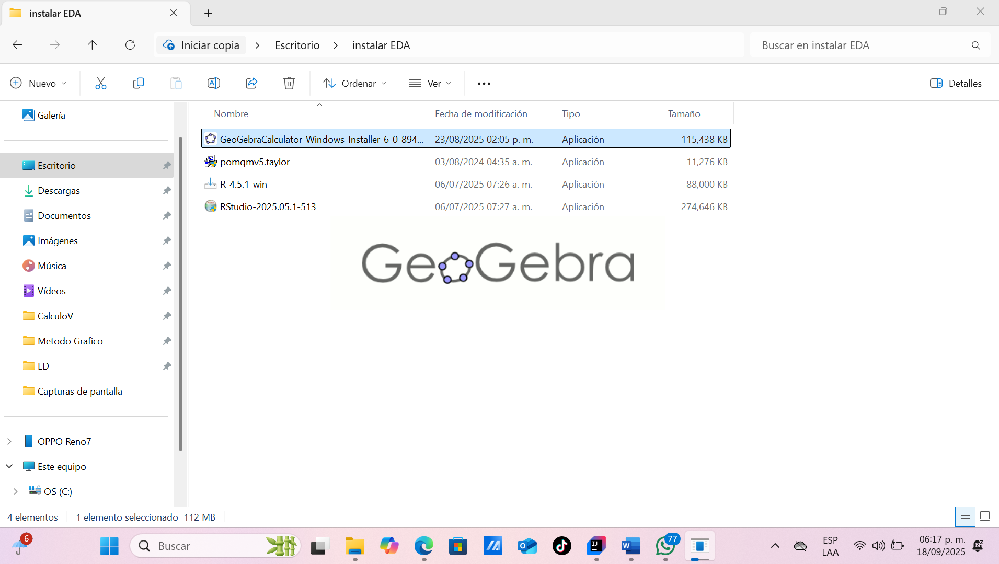 instalar EDA
Iniciar copia > Escritorio > instalar EDA
Buscar en instalar EDA
Nuevo
Ordenar
Ver
Detalles
Galería
Escritorio
Descargas
Documentos
Imágenes
Música
Vídeos
CalculoV
Metodo Grafico
ED
Capturas de pantalla
OPPO Reno7
Este equipo
OS (C:)
Nombre Fecha de modificación Tipo Tamaño
GeoGebraCalculator-Windows-Installer-6-0-894... 23/08/2025 02:05 p. m. Aplicación 115,438 KB
pomqmv5.taylor 03/08/2024 04:35 a. m. Aplicación 11,276 KB
R-4.5.1-win 06/07/2025 07:26 a. m. Aplicación 88,000 KB
RStudio-2025.05.1-513 06/07/2025 07:27 a. m. Aplicación 274,646 KB
GeoGebra
4 elementos 1 elemento seleccionado 112 MB
6
Buscar
77
ESP
LAA
06:17 p. m.
18/09/2025